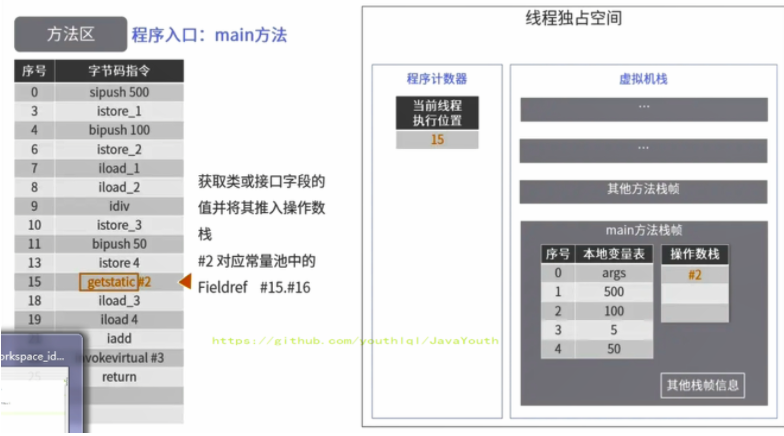 方法区
程序入口：main方法
序号 字节码指令
0 sipush 500
3 istore_1
4 bipush 100
6 istore_2
7 iload_1
8 iload_2
9 idiv
10 istore_3
11 bipush 50
13 istore 4
15 getstatic #2
18 iload_3
19 iload 4
iadd
nvokevirtual #3
return
orkspace_id...
获取类或接口字段的
值并将其推入操作数
栈
#2 对应常量池中的
Fieldref #15.#16
https://github.com/youthlql/JavaYouth
线程独占空间
程序计数器
当前线程
执行位置
15
虚拟机栈
...
...
其他方法栈帧
main方法栈帧
序号 本地变量表 操作数栈
0 args #2
1 500
2 100
3 5
4 50
其他栈帧信息